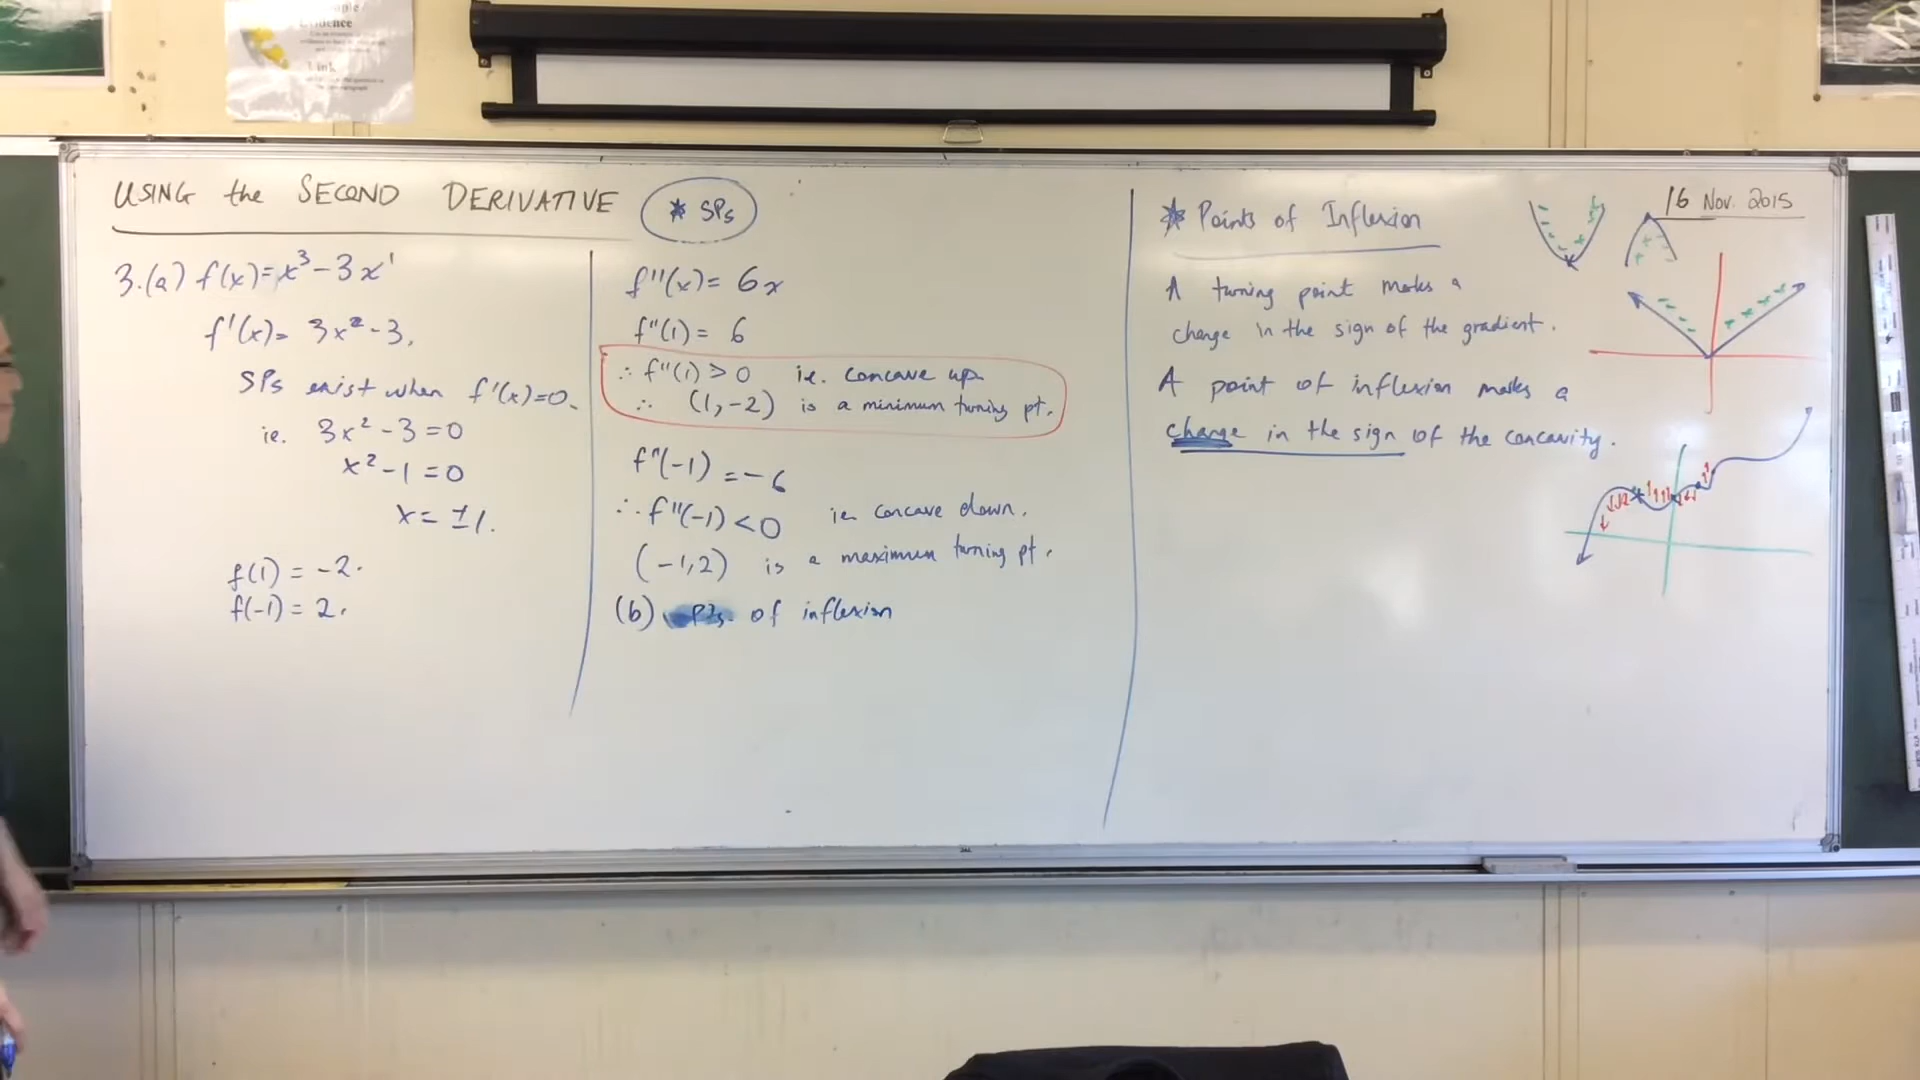 Evidence
Link
USING the SECOND DERIVATIVE
* SPs
3.(a) f(x)=x³-3x¹
f'(x)= 3x²-3.
SPs exist when f'(x)=0.
ie. 3x²-3=0
x²-1=0
x=±1.
f(1) = -2.
f(-1) = 2.
f''(x)= 6x
f''(1) = 6
∴ f''(1) > 0 ie. concave up
∴ (1,-2) is a minimum turning pt.
f''(-1) = -6
∴ f''(-1) < 0 ie. concave down.
(-1,2) is a maximum turning pt.
(b) Pts. of inflexion
* Points of Inflexion
16 Nov. 2015
A turning point marks a
change in the sign of the gradient.
A point of inflexion marks a
change in the sign of the concavity.